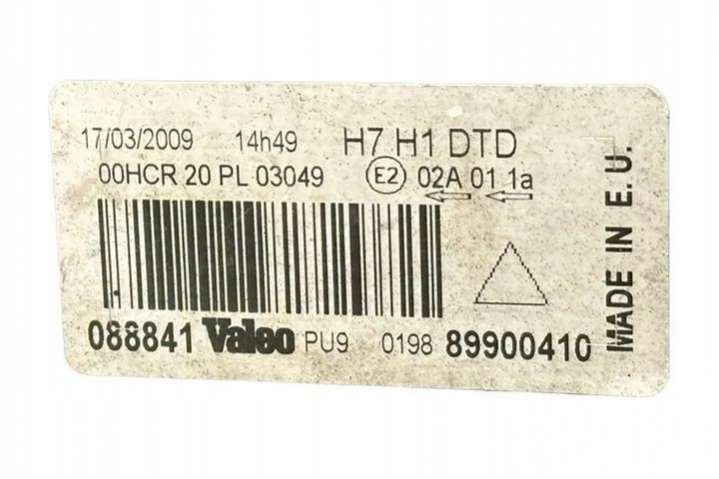 17/03/2009 14h49 H7 H1 DTD
00HCR 20 PL 03049 E2 02A 01 1a
088841 Valeo PU9 0198 89900410
MADE IN E.U.